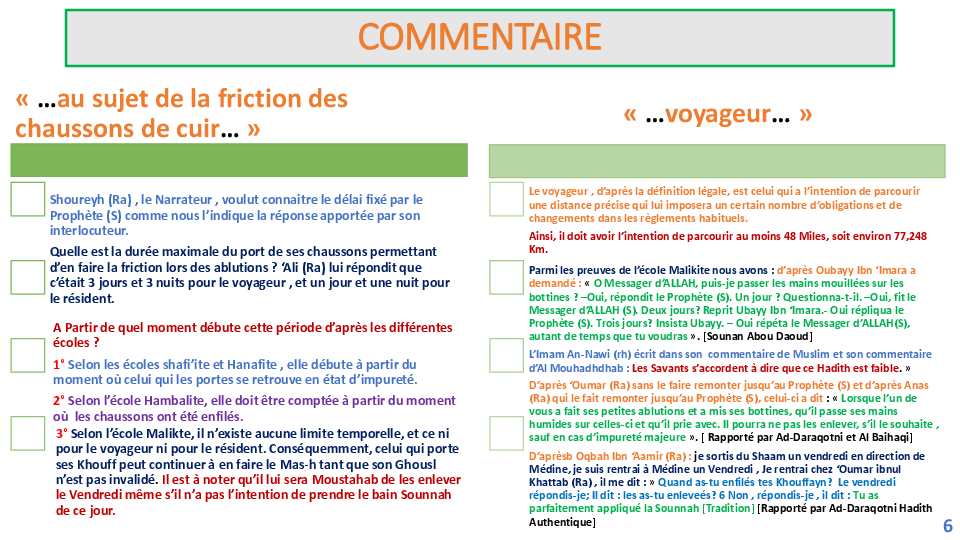 COMMENTAIRE
« …au sujet de la friction des
chaussons de cuir… »
Shoureyh (Ra) , le Narrateur , voulut connaitre le délai fixé par le
Prophète (S) comme nous l’indique la réponse apportée par son
interlocuteur.
Quelle est la durée maximale du port de ses chaussons permettant
d’en faire la friction lors des ablutions ? ‘Ali (Ra) lui répondit que
c’était 3 jours et 3 nuits pour le voyageur , et un jour et une nuit pour
le résident.
A Partir de quel moment débute cette période d’après les différentes
écoles ?
1° Selon les écoles shafi’ite et Hanafite , elle débute à partir du
moment où celui qui les portes se retrouve en état d’impureté.
2° Selon l’école Hambalite, elle doit être comptée à partir du moment
où les chaussons ont été enfilés.
3° Selon l’école Malikte, il n’existe aucune limite temporelle, et ce ni
pour le voyageur ni pour le résident. Conséquemment, celui qui porte
ses Khouff peut continuer à en faire le Mas-h tant que son Ghousl
n’est pas invalidé. Il est à noter qu’il lui sera Moustahab de les enlever
le Vendredi même s’il n’a pas l’intention de prendre le bain Sounnah
de ce jour.
« …voyageur… »
Le voyageur , d’après la définition légale, est celui qui a l’intention de parcourir
une distance précise qui lui imposera un certain nombre d’obligations et de
changements dans les règlements habituels.
Ainsi, il doit avoir l’intention de parcourir au moins 48 Miles, soit environ 77,248
Km.
Parmi les preuves de l’école Malikite nous avons : d’après Oubayy Ibn ‘Imara a
demandé : « O Messager d’ALLAH, puis-je passer les mains mouillées sur les
bottines ? –Oui, répondit le Prophète (S). Un jour ? Questionna-t-il. –Oui, fit le
Messager d’ALLAH (S). Deux jours? Reprit Ubayy Ibn ‘Imara.- Oui répliqua le
Prophète (S). Trois jours? Insista Ubayy. – Oui répéta le Messager d’ALLAH(S),
autant de temps que tu voudras ». [Sounan Abou Daoud]
L’Imam An-Nawi (rh) écrit dans son commentaire de Muslim et son commentaire
d’Al Mouhadhdhab : Les Savants s’accordent à dire que ce Hadith est faible. »
D’après ‘Oumar (Ra) sans le faire remonter jusqu’au Prophète (S) et d’après Anas
(Ra) qui le fait remonter jusqu’au Prophète (S), celui-ci a dit : « Lorsque l’un de
vous a fait ses petites ablutions et a mis ses bottines, qu’il passe ses mains
humides sur celles-ci et qu’il prie avec. Il pourra ne pas les enlever, s’il le souhaite ,
sauf en cas d’impureté majeure ». [ Rapporté par Ad-Daraqotni et Al Baihaqi]
D’aprèsb Oqbah Ibn ‘Aamir (Ra) : je sortis du Shaam un vendredi en direction de
Médine, je suis rentrai à Médine un Vendredi , Je rentrai chez ‘Oumar ibnul
Khattab (Ra) , il me dit : » Quand as-tu enfilés tes Khouffayn? Le vendredi
répondis-je; Il dit : les as-tu enleveés? 6 Non , répondis-je , il dit : Tu as
parfaitement appliqué la Sounnah [Tradition] [Rapporté par Ad-Daraqotni Hadith
Authentique]
6